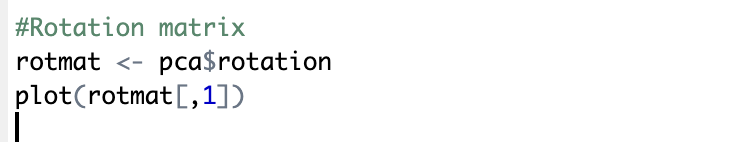 #Rotation matrix
rotmat <- pca$rotation
plot(rotmat[,1])